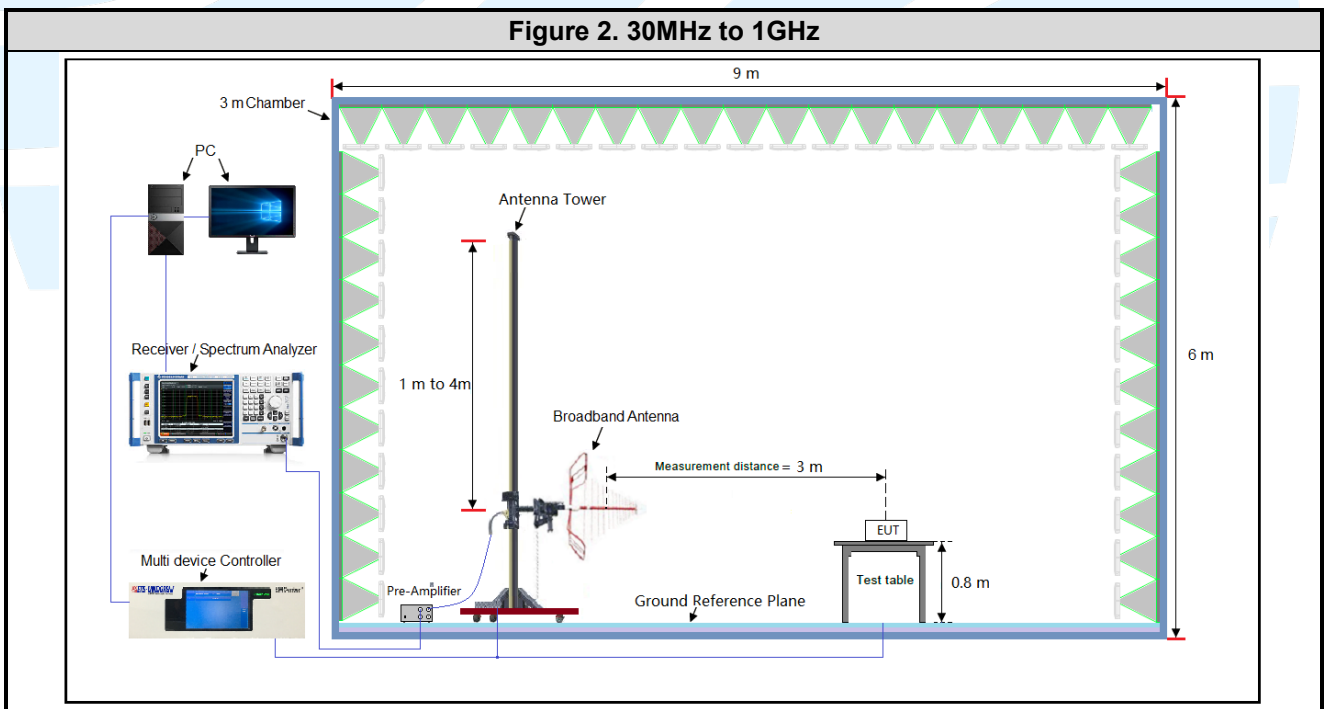 Figure 2. 30MHz to 1GHz
9 m
3 m Chamber
PC
Antenna Tower
Receiver / Spectrum Analyzer
1 m to 4m
6 m
Broadband Antenna
Measurement distance = 3 m
EUT
Multi device Controller
Test table
0.8 m
Pre-Amplifier
Ground Reference Plane